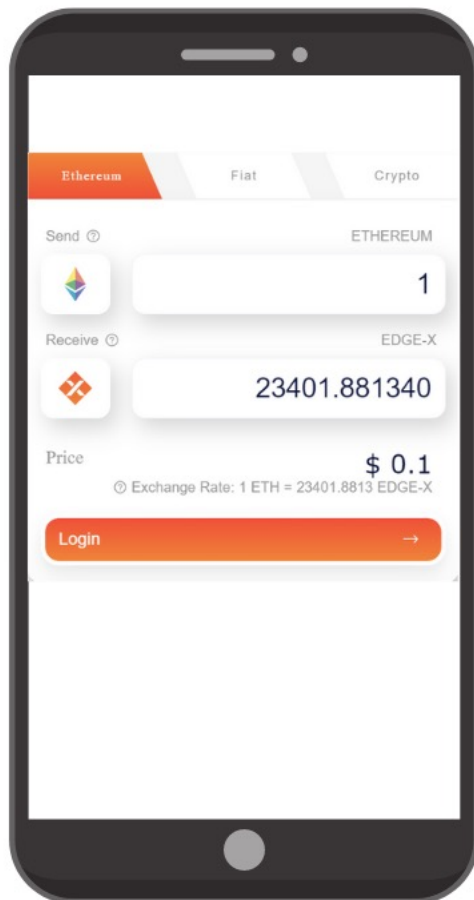 Ethereum Fiat Crypto
Send ETHEREUM
1
Receive EDGE-X
23401.881340
Price $ 0.1
Exchange Rate: 1 ETH = 23401.8813 EDGE-X
Login →